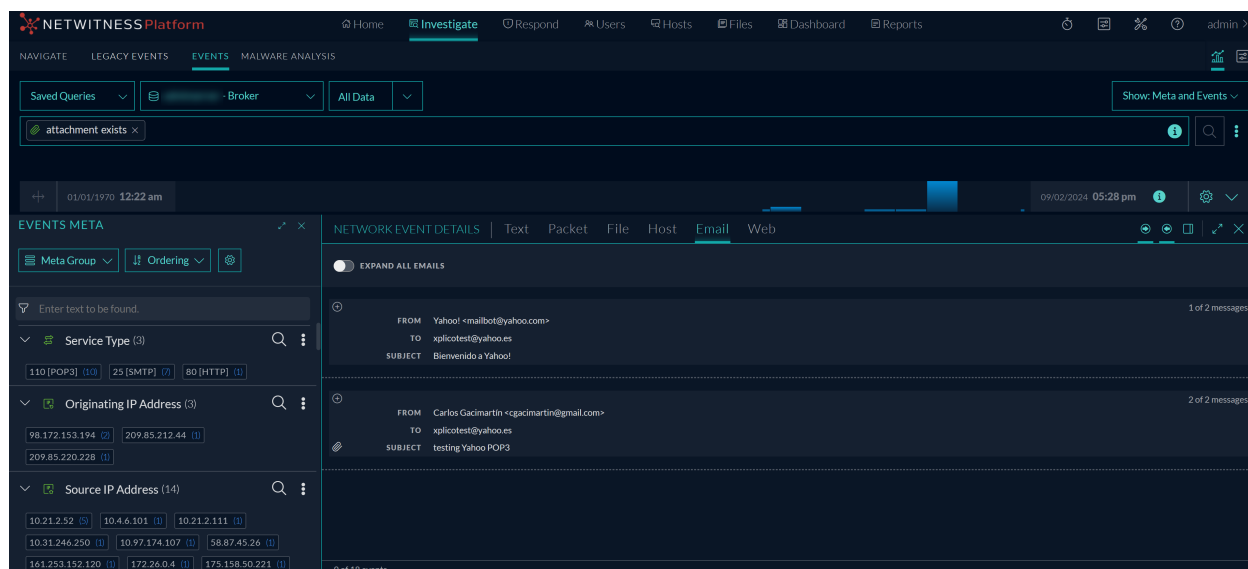 NETWITNESS Platform
Home Investigate Respond Users Hosts Files Dashboard Reports admin
NAVIGATE LEGACY EVENTS EVENTS MALWARE ANALYSIS
Saved Queries - Broker All Data Show: Meta and Events
attachment exists ×
01/01/1970 12:22 am 09/02/2024 05:28 pm
EVENTS META
NETWORK EVENT DETAILS Text Packet File Host Email Web
Meta Group Ordering
EXPAND ALL EMAILS
Enter text to be found.
Service Type (3)
110 [POP3] (10) 25 [SMTP] (7) 80 [HTTP] (1)
Originating IP Address (3)
98.172.153.194 (2) 209.85.212.44 (1)
209.85.220.228 (1)
Source IP Address (14)
10.21.2.52 (5) 10.4.6.101 (1) 10.21.2.111 (1)
10.31.246.250 (1) 10.97.174.107 (1) 58.87.45.26 (1)
161.253.152.120 (1) 172.26.0.4 (1) 175.158.50.221 (1)
1 of 2 messages
FROM Yahoo! <mailbot@yahoo.com>
TO xplicotest@yahoo.es
SUBJECT Bienvenido a Yahoo!
2 of 2 messages
FROM Carlos Gacimartín <cgacimartin@gmail.com>
TO xplicotest@yahoo.es
SUBJECT testing Yahoo POP3